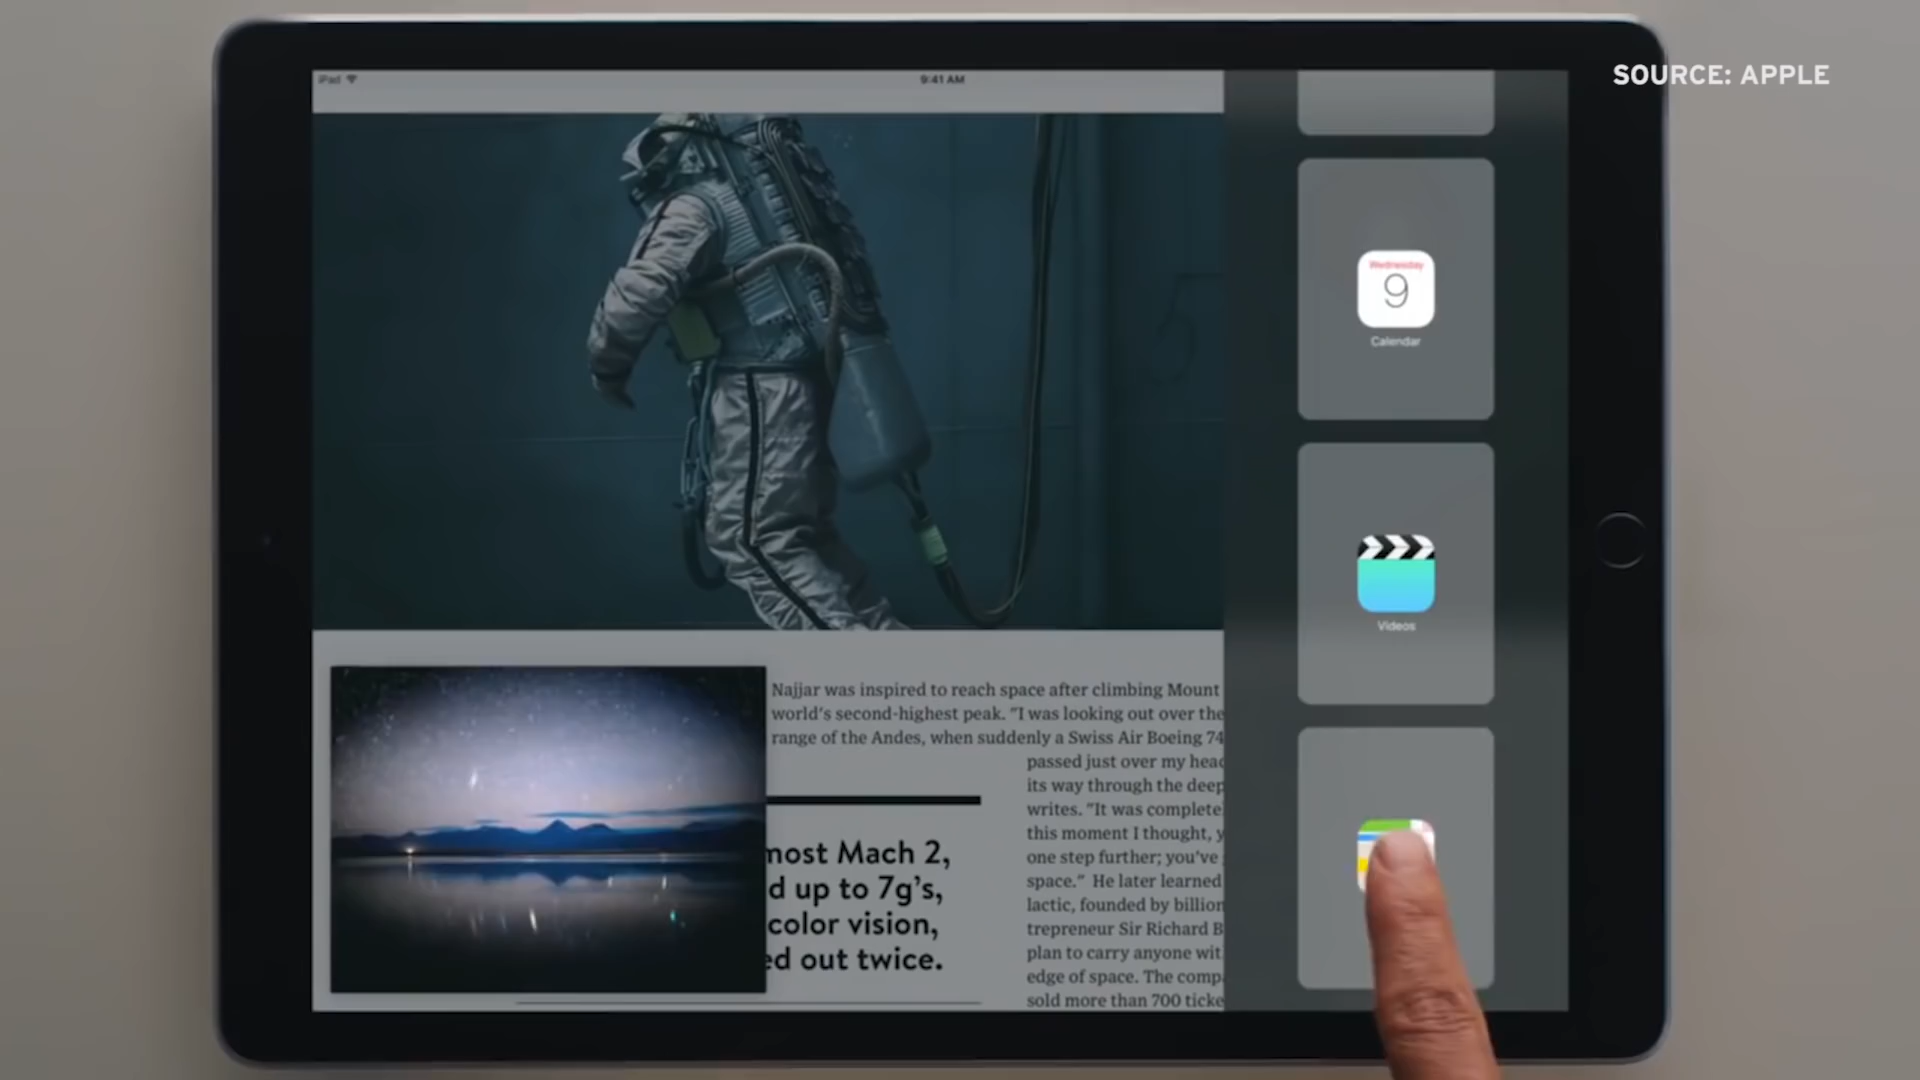 SOURCE: APPLE
iPad
9:41 AM
Wednesday
9
Calendar
Videos
Najjar was inspired to reach space after climbing Mount
world's second-highest peak. "I was looking out over the
range of the Andes, when suddenly a Swiss Air Boeing 74
passed just over my head
its way through the deep
writes. "It was complete
this moment I thought, y
one step further; you've
space." He later learned
lactic, founded by billion
trepreneur Sir Richard B
plan to carry anyone wit
edge of space. The comp
sold more than 700 ticke
most Mach 2,
d up to 7g's,
color vision,
ed out twice.